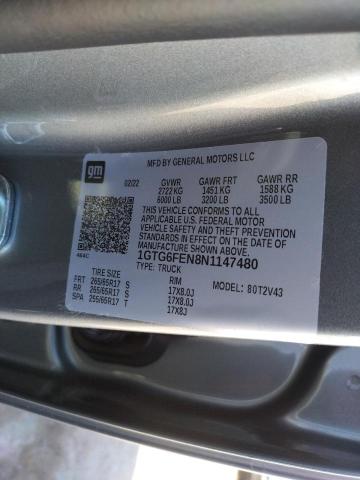 gm
MFD BY GENERAL MOTORS LLC
02/22 GVWR GAWR FRT GAWR RR
2722 KG 1451 KG 1588 KG
6000 LB 3200 LB 3500 LB
THIS VEHICLE CONFORMS TO ALL
APPLICABLE U.S. FEDERAL MOTOR
VEHICLE SAFETY STANDARDS IN
EFFECT ON THE DATE OF
MANUFACTURE SHOWN ABOVE.
464C
1GTG6FEN8N1147480
TYPE: TRUCK
TIRE SIZE RIM MODEL: 80T2V43
FRT 265/65R17 S 17X8.0J
RR 265/65R17 S 17X8.0J
SPA 255/65R17 T 17X8J